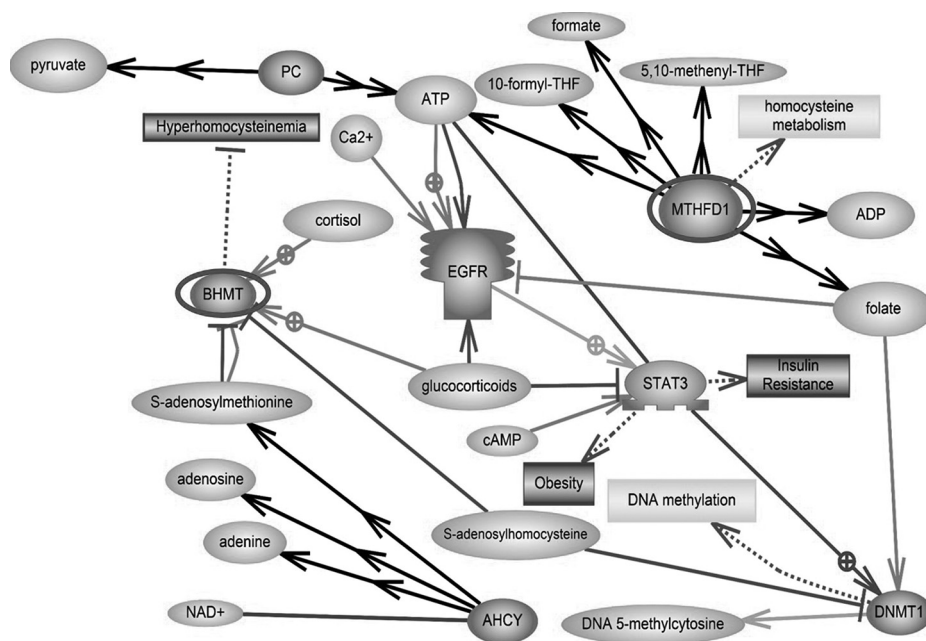 formate
pyruvate
PC
ATP
10-formyl-THF
5,10-methenyl-THF
homocysteine
metabolism
Hyperhomocysteinemia
Ca2+
MTHFD1
ADP
cortisol
EGFR
BHMT
folate
glucocorticoids
STAT3
Insulin
Resistance
S-adenosylmethionine
cAMP
adenosine
Obesity
DNA methylation
adenine
S-adenosylhomocysteine
NAD+
AHCY
DNA 5-methylcytosine
DNMT1